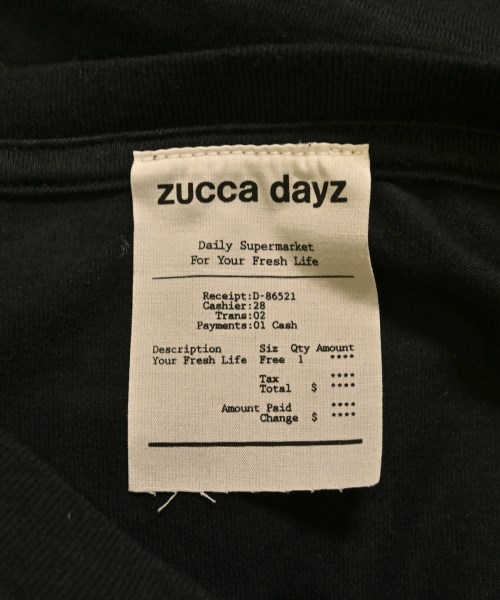 zucca dayz
Daily Supermarket
For Your Fresh Life
Receipt:D-86521
Cashier:28
Trans:02
Payments:01 Cash
Description Siz Qty Amount
Your Fresh Life Free 1 ****
Tax ****
Total $ ****
Amount Paid ****
Change $ ****